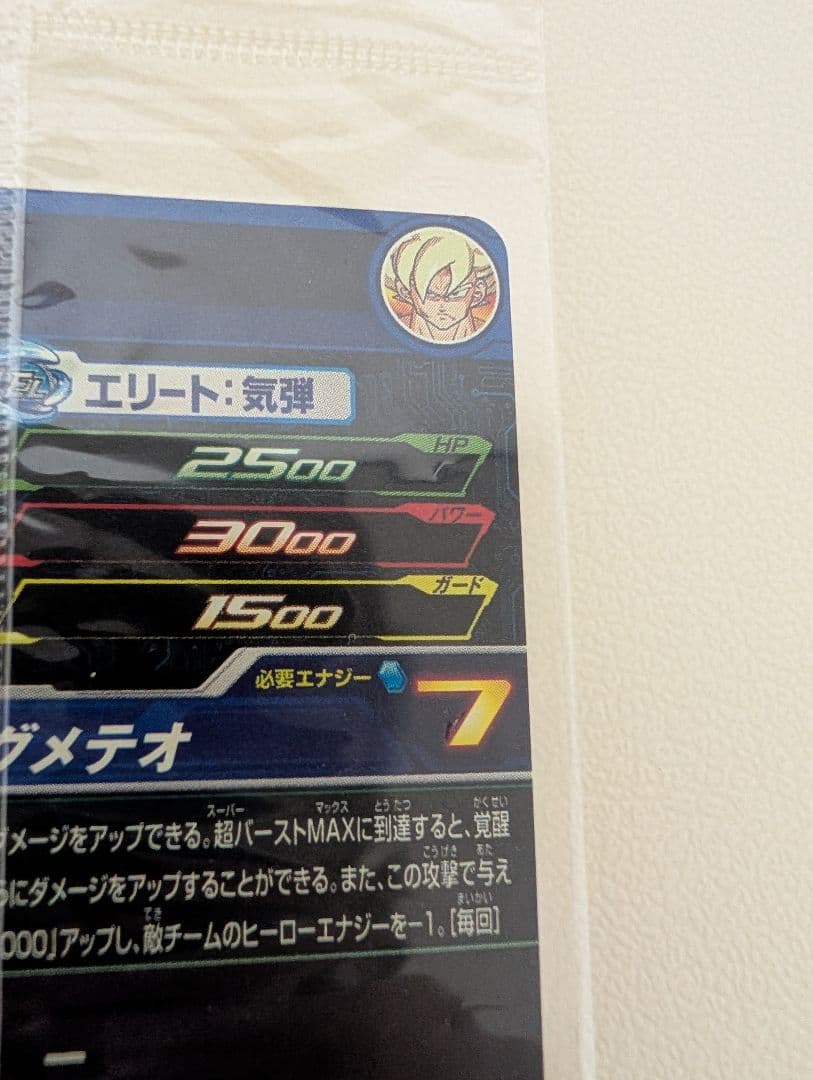 EL エリート:気弾
HP
2500
パワー
3000
ガード
1500
必要エナジー 7
グメテオ
スーパー マックス とうたつ かくせい
ダメージをアップできる。超バーストMAXに到達すると、覚醒
こうげき あた
らにダメージをアップすることができる。また、この攻撃で与え
てき まいかい
000」アップし、敵チームのヒーローエナジーを-1。[毎回]
ー